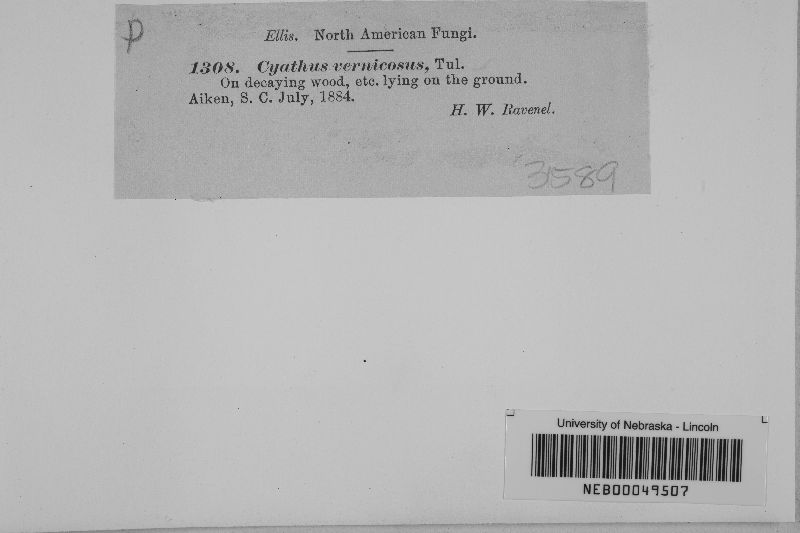 p
Ellis. North American Fungi.
1308. Cyathus vernicosus, Tul.
On decaying wood, etc. lying on the ground.
Aiken, S. C. July, 1884.
H. W. Ravenel.
3589
University of Nebraska - Lincoln
NEB00049507